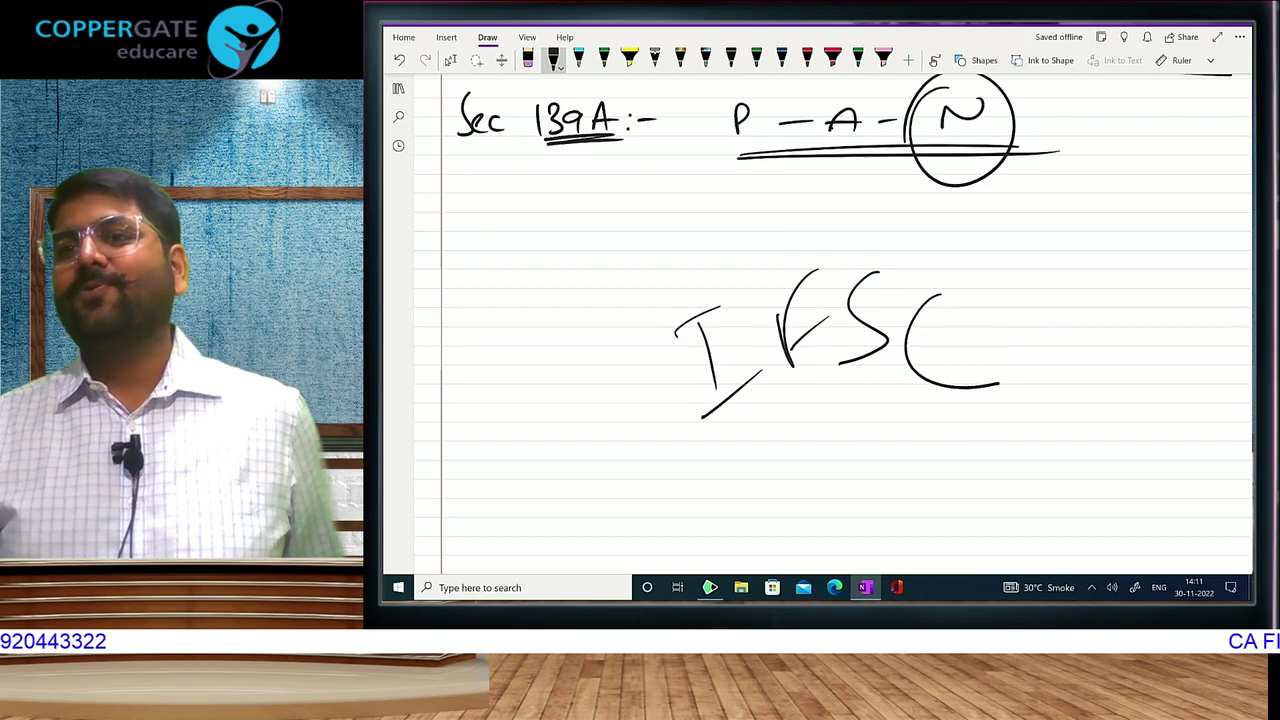 COPPERGATE
educare
Home Insert Draw View Help
Saved offline
Share
Shapes
Ink to Shape
Ink to Text
Ruler
Sec 139A:- P - A - N
IFSC
Type here to search
30°C Smoke
ENG
14:11
30-11-2022
920443322
CA FI